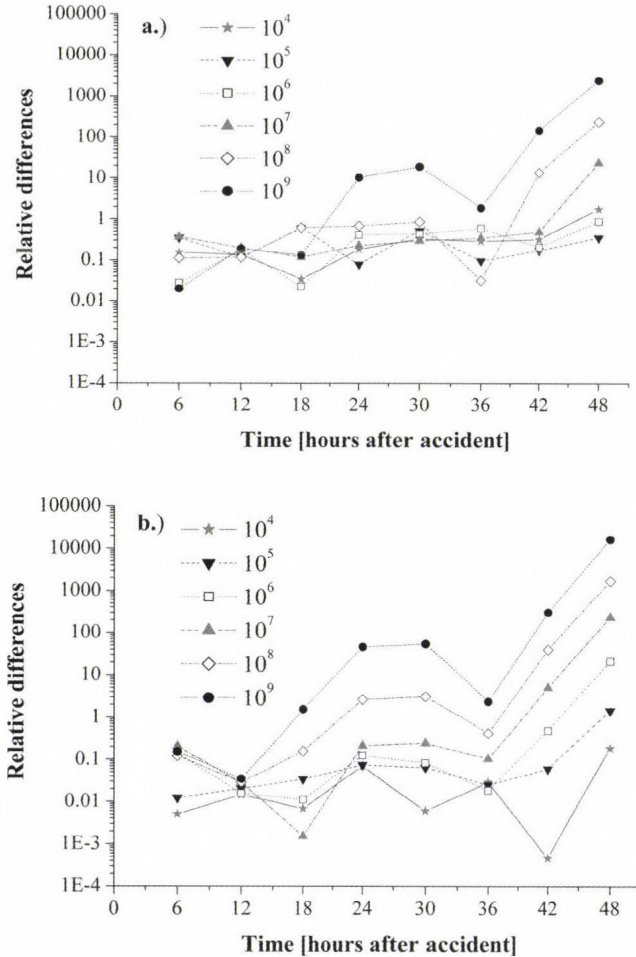 a.)
10⁴
10⁵
10⁶
10⁷
10⁸
10⁹
100000
10000
1000
100
10
1
0.1
0.01
1E-3
1E-4
Relative differences
0 6 12 18 24 30 36 42 48
Time [hours after accident]
b.)
10⁴
10⁵
10⁶
10⁷
10⁸
10⁹
100000
10000
1000
100
10
1
0.1
0.01
1E-3
1E-4
Relative differences
0 6 12 18 24 30 36 42 48
Time [hours after accident]